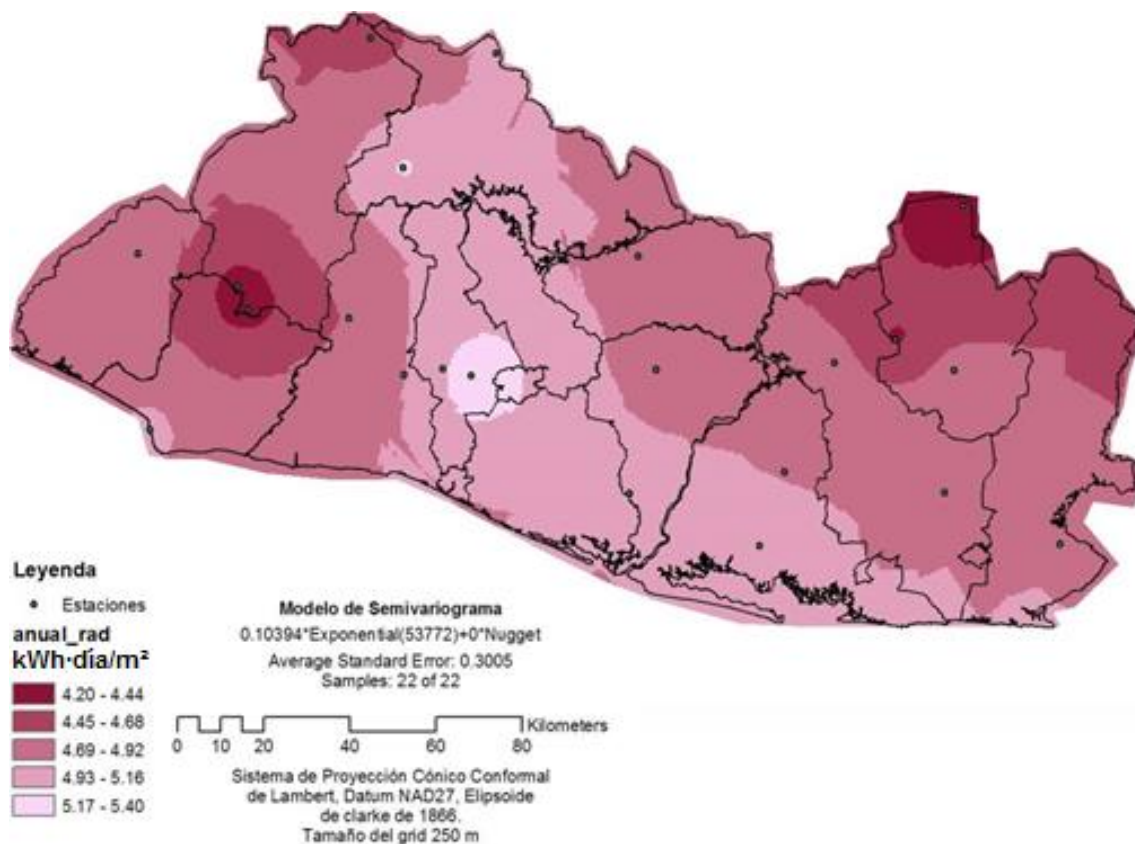 Leyenda
Estaciones
anual_rad
kWh·día/m²
4.20 - 4.44
4.45 - 4.68
4.69 - 4.92
4.93 - 5.16
5.17 - 5.40
Modelo de Semivariograma
0.10394*Exponential(53772)+0*Nugget
Average Standard Error: 0.3005
Samples: 22 of 22
Kilometers
0 10 20 40 60 80
Sistema de Proyección Cónico Conformal
de Lambert, Datum NAD27, Elipsoide
de clarke de 1866.
Tamaño del grid 250 m